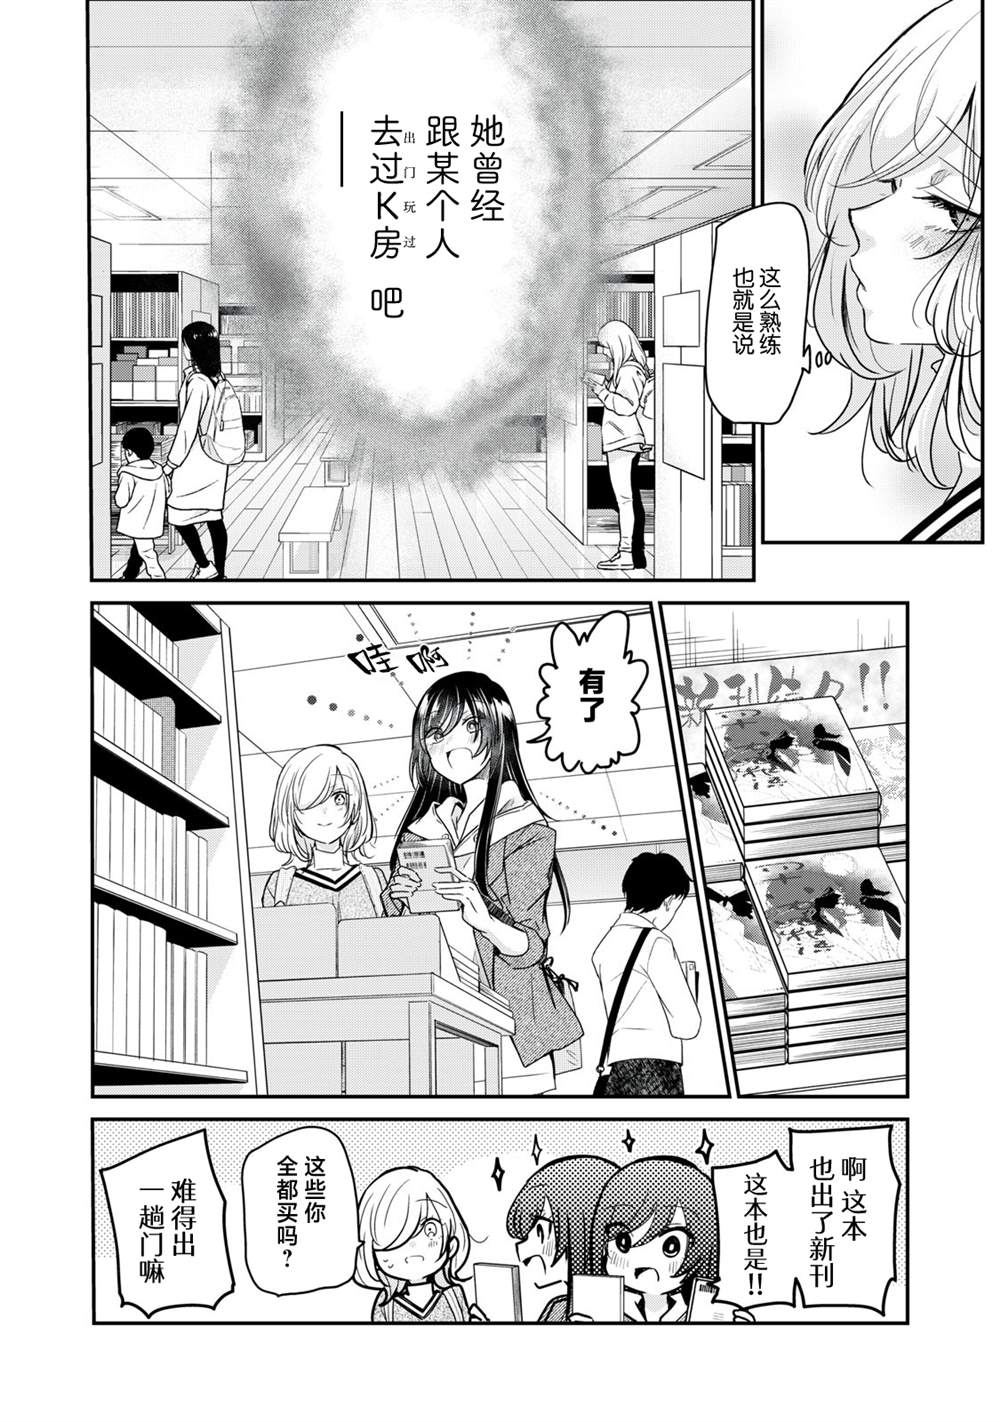 这么熟练
也就是说
她曾经
跟某个人
去过K房
出门玩过
吧
新刊
有了
哇啊
啊 这本
也出了新刊
这本也是!!
这些你
全都买吗?
难得出
一趟门嘛